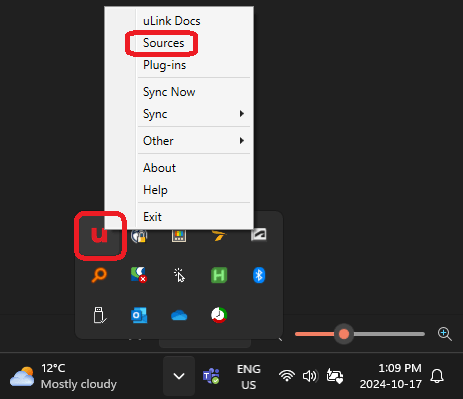 uLink Docs
Sources
Plug-ins
Sync Now
Sync
Other
About
Help
Exit
u
H
12°C
Mostly cloudy
ENG
US
1:09 PM
2024-10-17